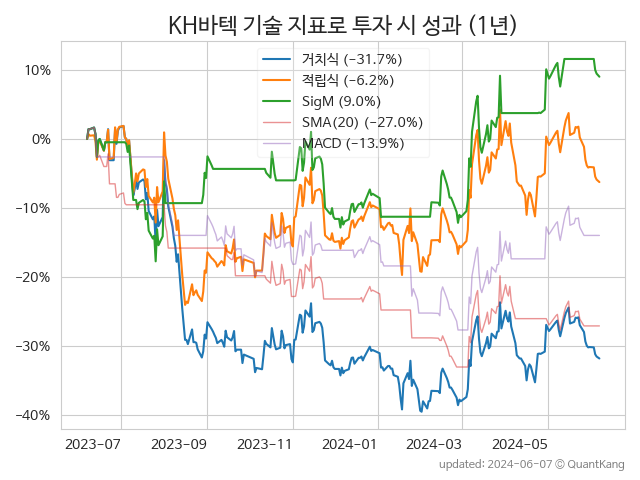 KH바텍 기술 지표로 투자 시 성과 (1년)
거치식 (−31.7%)
적립식 (−6.2%)
SigM (9.0%)
SMA(20) (−27.0%)
MACD (−13.9%)
10%
0%
−10%
−20%
−30%
−40%
2023−07 2023−09 2023−11 2024−01 2024−03 2024−05
updated: 2024−06−07 © QuantKang